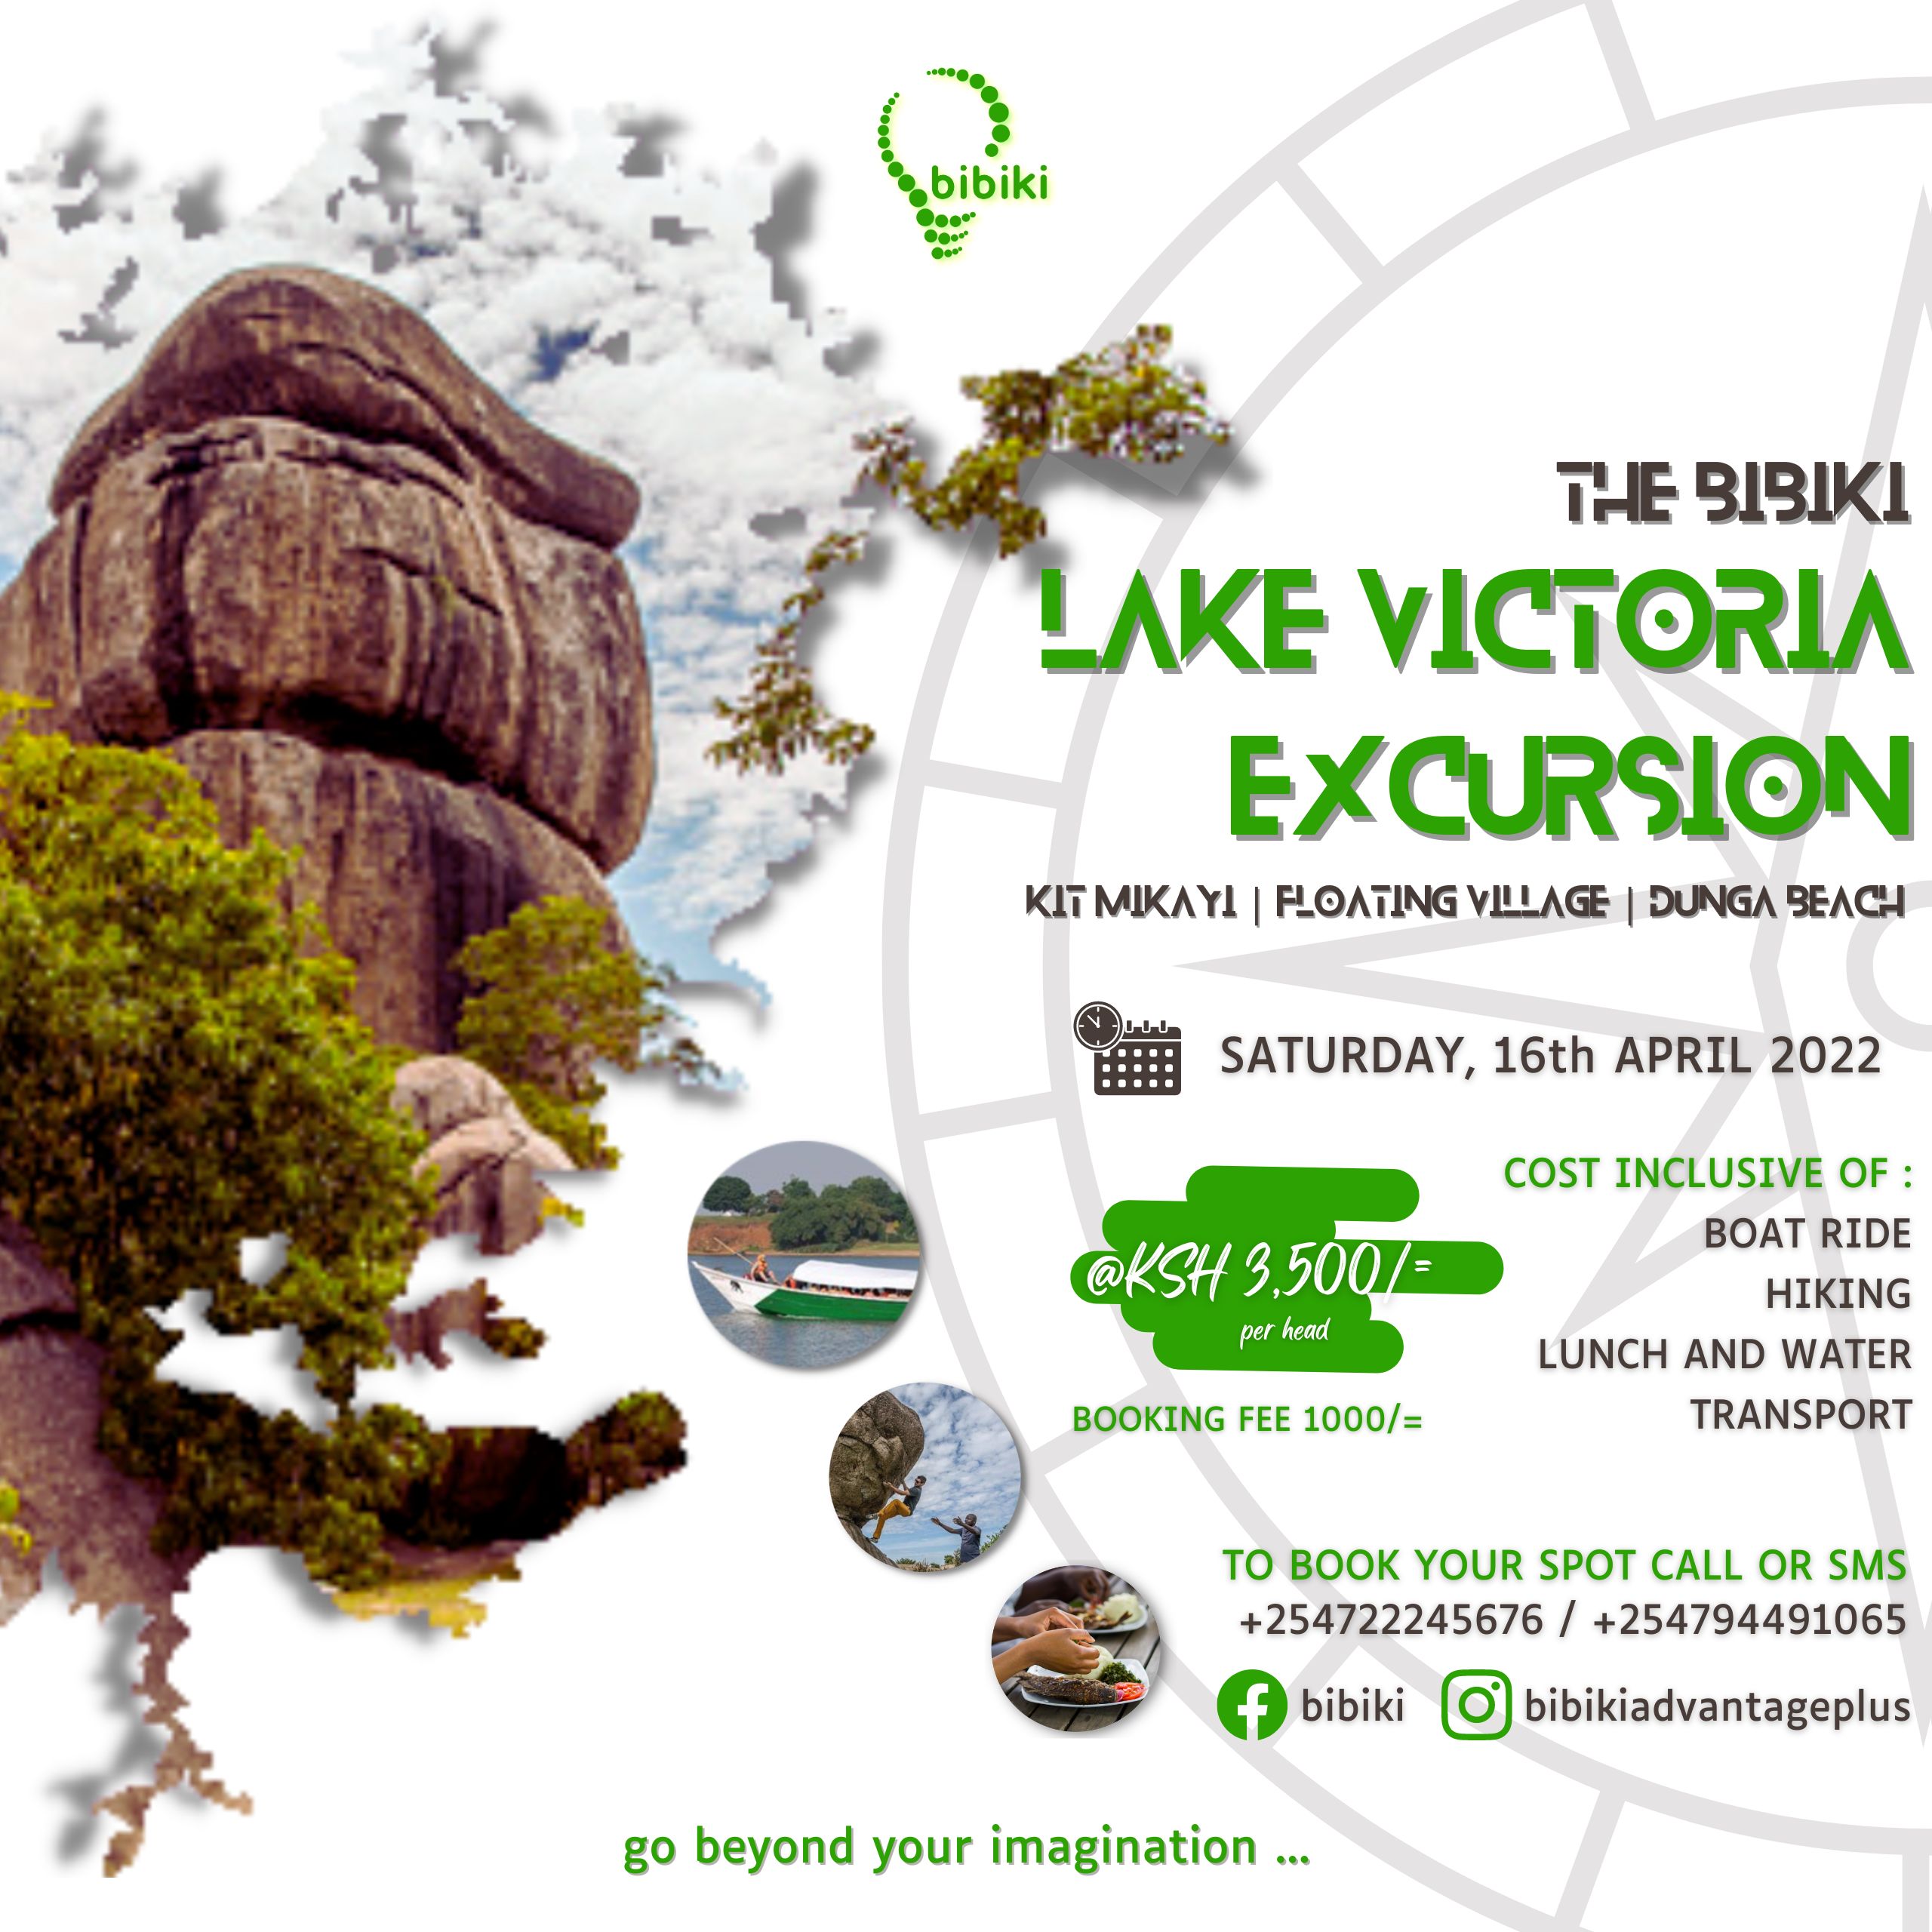 bibiki
THE BIBIKI
LAKE VICTORIA
EXCURSION
KIT MIKAYI | FLOATING VILLAGE | DUNGA BEACH
SATURDAY, 16th APRIL 2022
@KSH 3,500/=
per head
BOOKING FEE 1000/=
COST INCLUSIVE OF :
BOAT RIDE
HIKING
LUNCH AND WATER
TRANSPORT
TO BOOK YOUR SPOT CALL OR SMS
+254722245676 / +254794491065
bibiki bibikiadvantageplus
go beyond your imagination ...